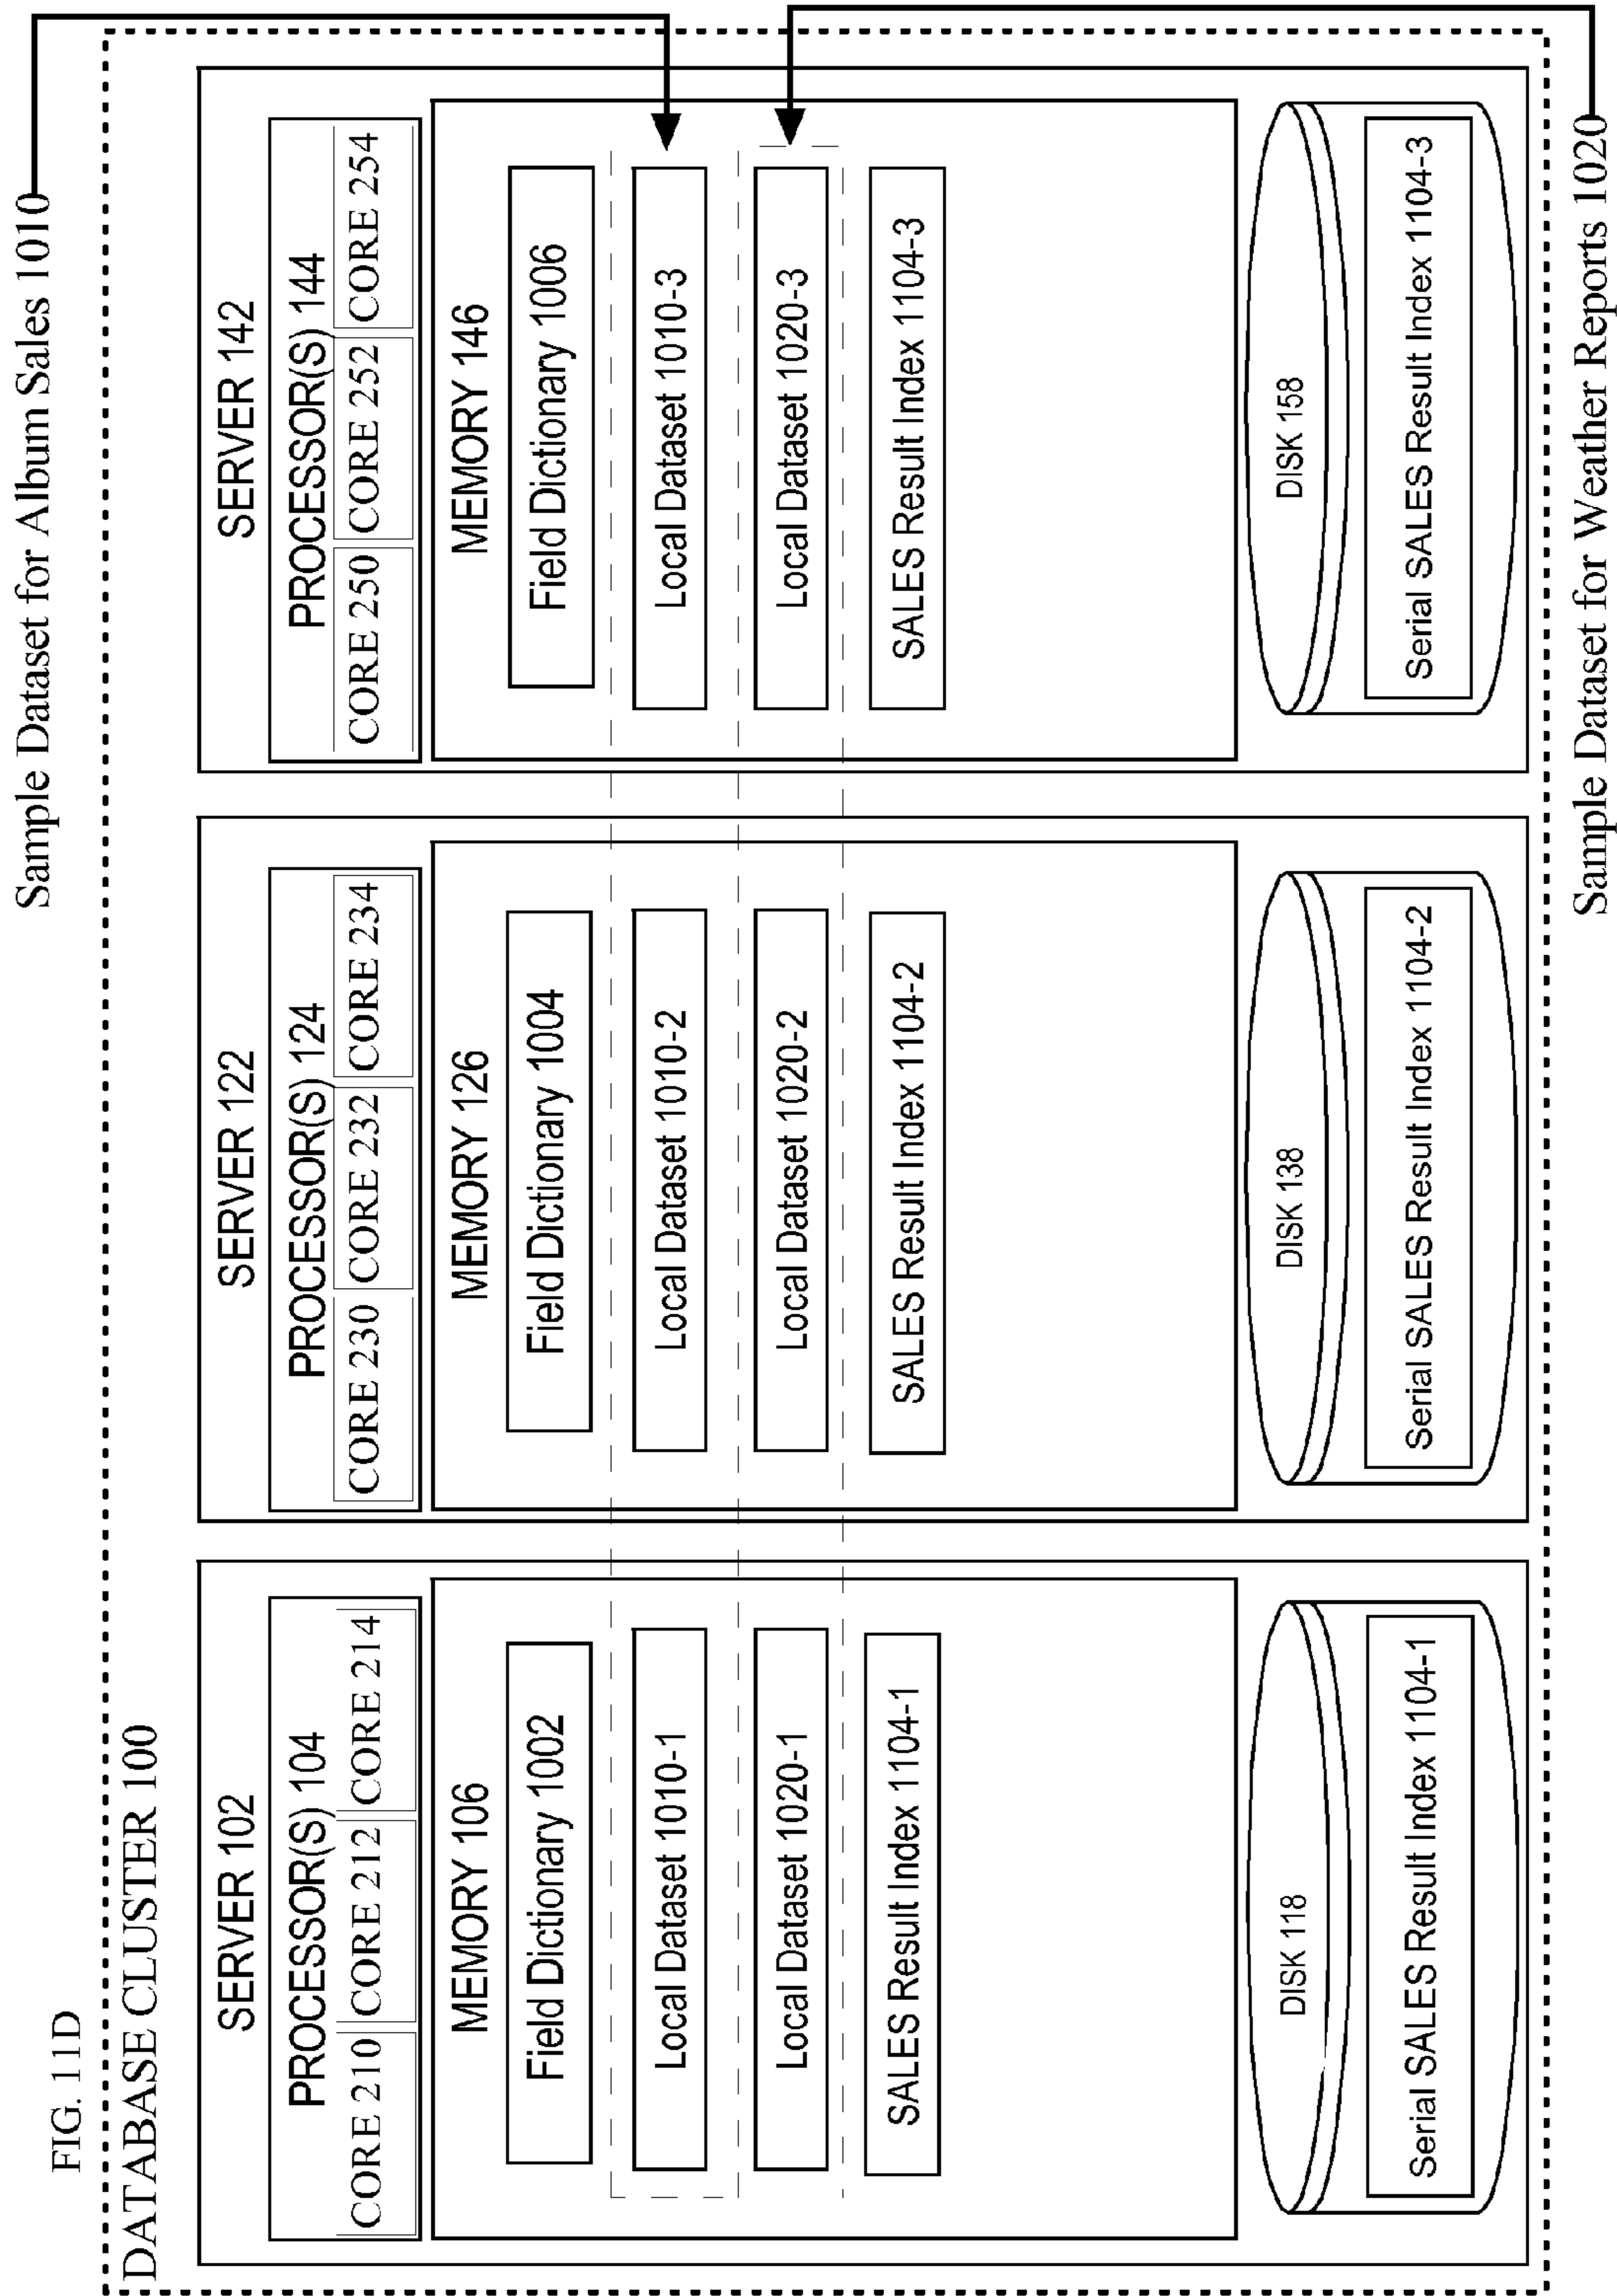 FIG. 11D
Sample Dataset for Album Sales 1010
DATABASE CLUSTER 100
SERVER 102
PROCESSOR(S) 104
CORE 210
CORE 212
CORE 214
MEMORY 106
Field Dictionary 1002
Local Dataset 1010-1
Local Dataset 1020-1
SALES Result Index 1104-1
DISK 118
Serial SALES Result Index 1104-1
SERVER 122
PROCESSOR(S) 124
CORE 230
CORE 232
CORE 234
MEMORY 126
Field Dictionary 1004
Local Dataset 1010-2
Local Dataset 1020-2
SALES Result Index 1104-2
DISK 138
Serial SALES Result Index 1104-2
SERVER 142
PROCESSOR(S) 144
CORE 250
CORE 252
CORE 254
MEMORY 146
Field Dictionary 1006
Local Dataset 1010-3
Local Dataset 1020-3
SALES Result Index 1104-3
DISK 158
Serial SALES Result Index 1104-3
Sample Dataset for Weather Reports 1020